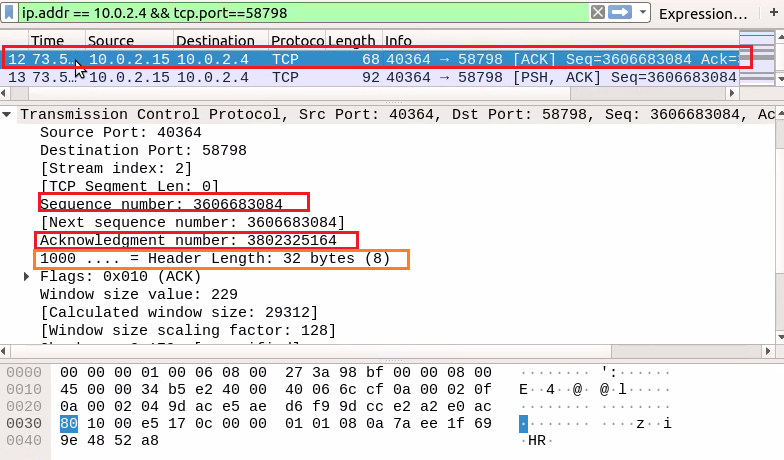 ip.addr == 10.0.2.4 && tcp.port==58798 Expression… +
Time Source Destination Protoco Length Info
12 73.5… 10.0.2.15 10.0.2.4 TCP 68 40364 → 58798 [ACK] Seq=3606683084 Ack=
13 73.5… 10.0.2.15 10.0.2.4 TCP 92 40364 → 58798 [PSH, ACK] Seq=3606683084
Transmission Control Protocol, Src Port: 40364, Dst Port: 58798, Seq: 3606683084, Ac
Source Port: 40364
Destination Port: 58798
[Stream index: 2]
[TCP Segment Len: 0]
Sequence number: 3606683084
[Next sequence number: 3606683084]
Acknowledgment number: 3802325164
1000 .... = Header Length: 32 bytes (8)
Flags: 0x010 (ACK)
Window size value: 229
[Calculated window size: 29312]
[Window size scaling factor: 128]
0000 00 00 00 01 00 06 08 00 27 3a 98 bf 00 00 08 00 ········ ':······
0010 45 00 00 34 b5 e2 40 00 40 06 6c cf 0a 00 02 0f E··4··@· @·l·····
0020 0a 00 02 04 9d ac e5 ae d6 f9 9d cc e2 a2 e0 ac ········ ········
0030 80 10 00 e5 17 0c 00 00 01 01 08 0a 7a ee 1f 69 ········ ····z··i
0040 9e 48 52 a8 ·HR·